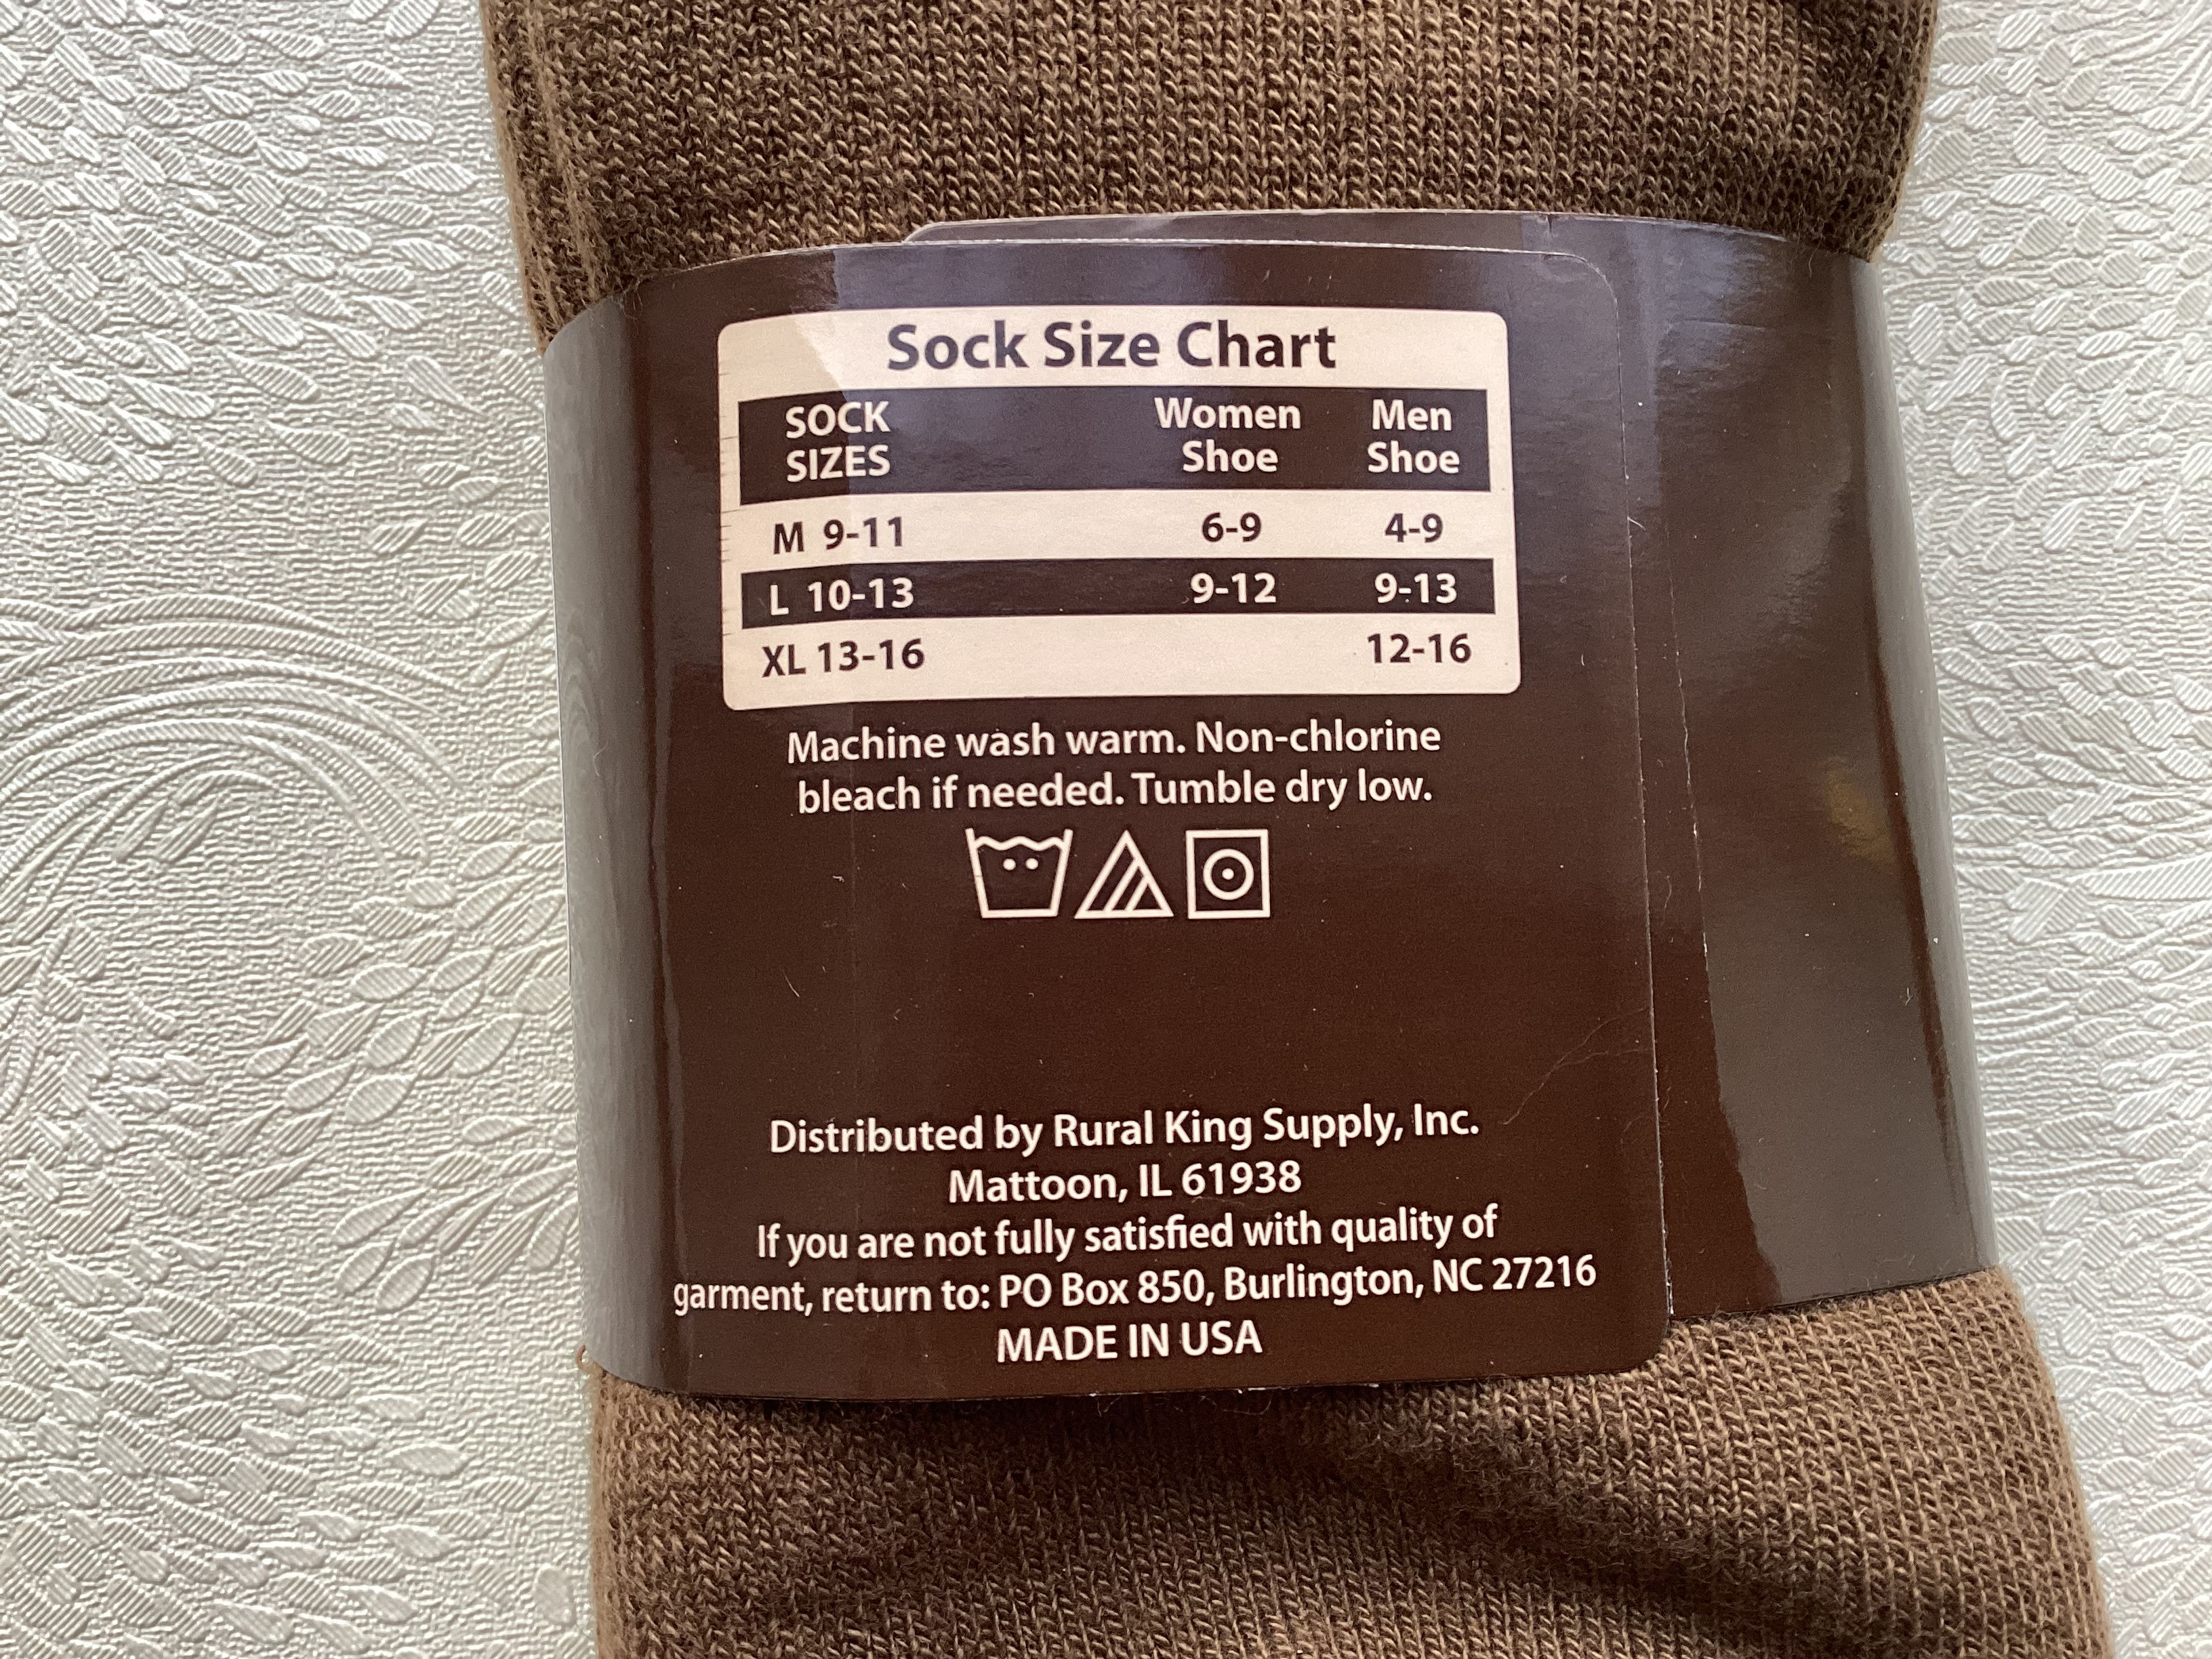 Sock Size Chart
SOCK SIZES Women Shoe Men Shoe
M 9-11 6-9 4-9
L 10-13 9-12 9-13
XL 13-16 12-16
Machine wash warm. Non-chlorine
bleach if needed. Tumble dry low.
Distributed by Rural King Supply, Inc.
Mattoon, IL 61938
If you are not fully satisfied with quality of
garment, return to: PO Box 850, Burlington, NC 27216
MADE IN USA